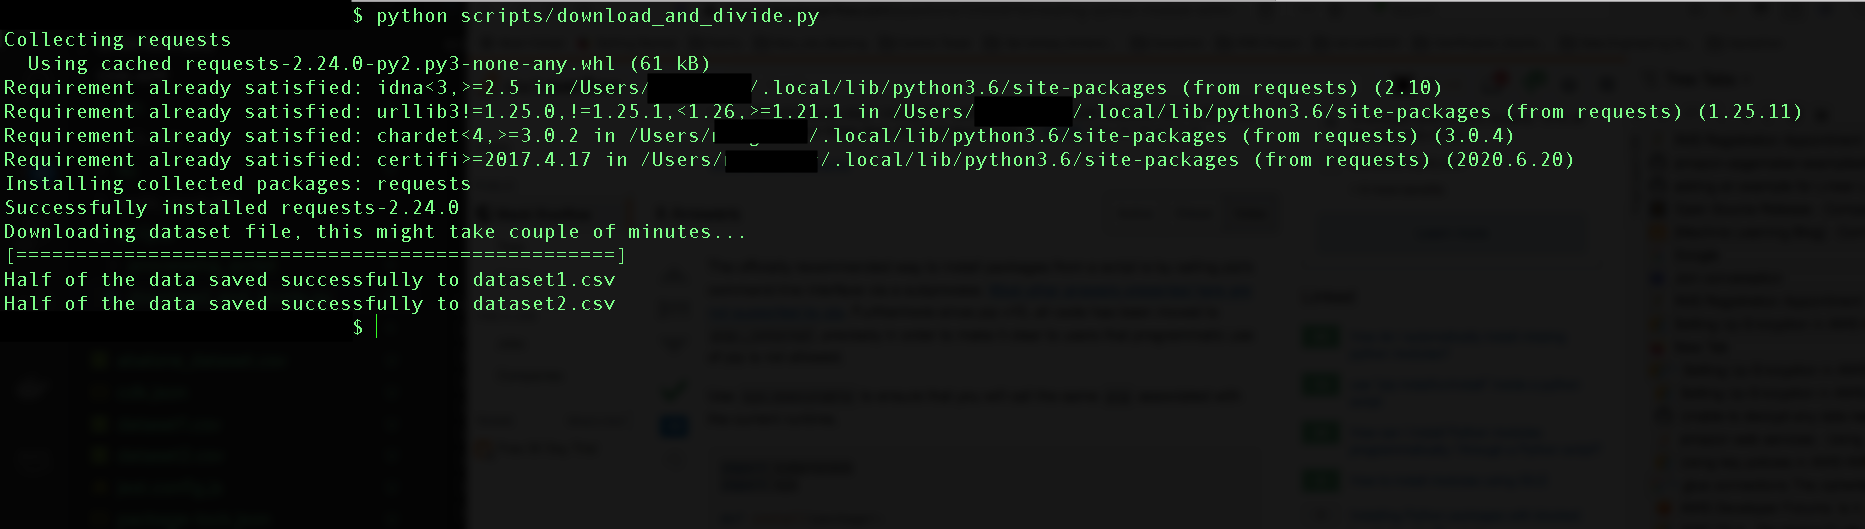 $ python scripts/download_and_divide.py
Collecting requests
Using cached requests-2.24.0-py2.py3-none-any.whl (61 kB)
Requirement already satisfied: idna<3,>=2.5 in /Users/ /.local/lib/python3.6/site-packages (from requests) (2.10)
Requirement already satisfied: urllib3!=1.25.0,!=1.25.1,<1.26,>=1.21.1 in /Users/ /.local/lib/python3.6/site-packages (from requests) (1.25.11)
Requirement already satisfied: chardet<4,>=3.0.2 in /Users/ /.local/lib/python3.6/site-packages (from requests) (3.0.4)
Requirement already satisfied: certifi>=2017.4.17 in /Users/ /.local/lib/python3.6/site-packages (from requests) (2020.6.20)
Installing collected packages: requests
Successfully installed requests-2.24.0
Downloading dataset file, this might take couple of minutes...
[==================================================]
Half of the data saved successfully to dataset1.csv
Half of the data saved successfully to dataset2.csv
$